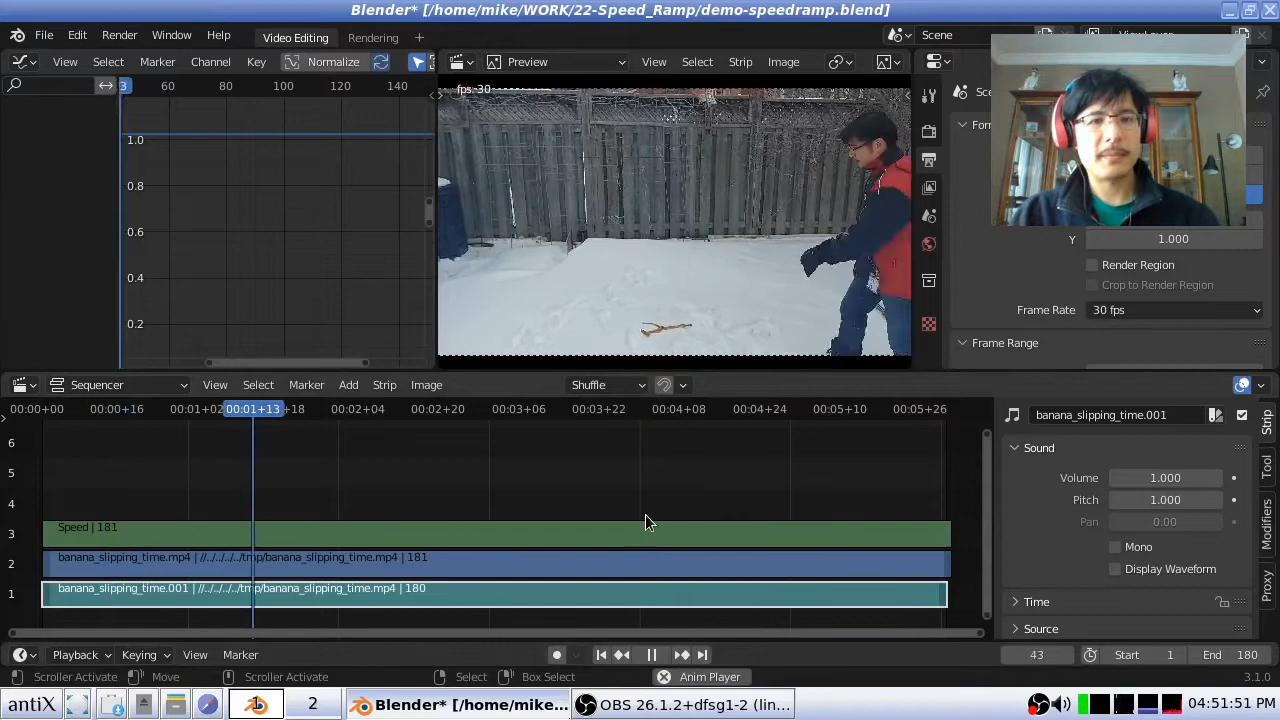 Blender* [/home/mike/WORK/22-Speed_Ramp/demo-speedramp.blend]
File Edit Render Window Help Video Editing Rendering + Scene
View Select Marker Channel Key Normalize
Preview View Select Strip Image
3 60 80 100 120 140
1.0
0.8
0.6
0.4
0.2
fps: 30
Y 1.000
Render Region
Crop to Render Region
Frame Rate 30 fps
Frame Range
Sequencer View Select Marker Add Strip Image Shuffle
00:00+00 00:00+16 00:01+02 00:01+13 +18 00:02+04 00:02+20 00:03+06 00:03+22 00:04+08 00:04+24 00:05+10 00:05+26
6
5
4
3
2
1
Speed | 181
banana_slipping_time.mp4 | //../../../../tmp/banana_slipping_time.mp4 | 181
banana_slipping_time.001 | //../../../../tmp/banana_slipping_time.mp4 | 180
banana_slipping_time.001
Sound
Volume 1.000
Pitch 1.000
Pan 0.00
Mono
Display Waveform
Time
Source
Strip
Tool
Modifiers
Proxy
Playback Keying View Marker 43 Start 1 End 180
Scroller Activate Move Scroller Activate Select Box Select Anim Player 3.1.0
antiX 1 2 Blender* [/home/mike... OBS 26.1.2+dfsg1-2 (lin... 04:51:51 PM